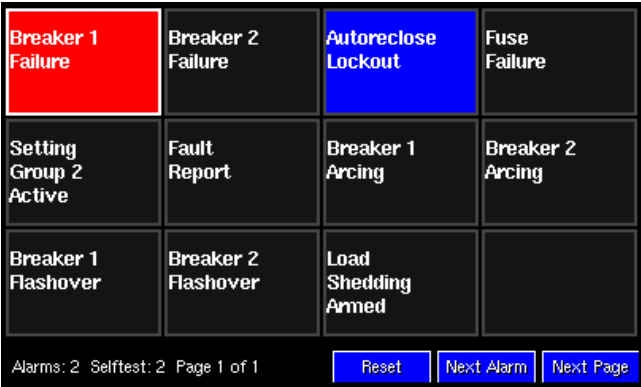 Breaker 1
Failure
Breaker 2
Failure
Autoreclose
Lockout
Fuse
Failure
Setting
Group 2
Active
Fault
Report
Breaker 1
Arcing
Breaker 2
Arcing
Breaker 1
Flashover
Breaker 2
Flashover
Load
Shedding
Armed
Alarms: 2 Selftest: 2 Page 1 of 1
Reset
Next Alarm
Next Page